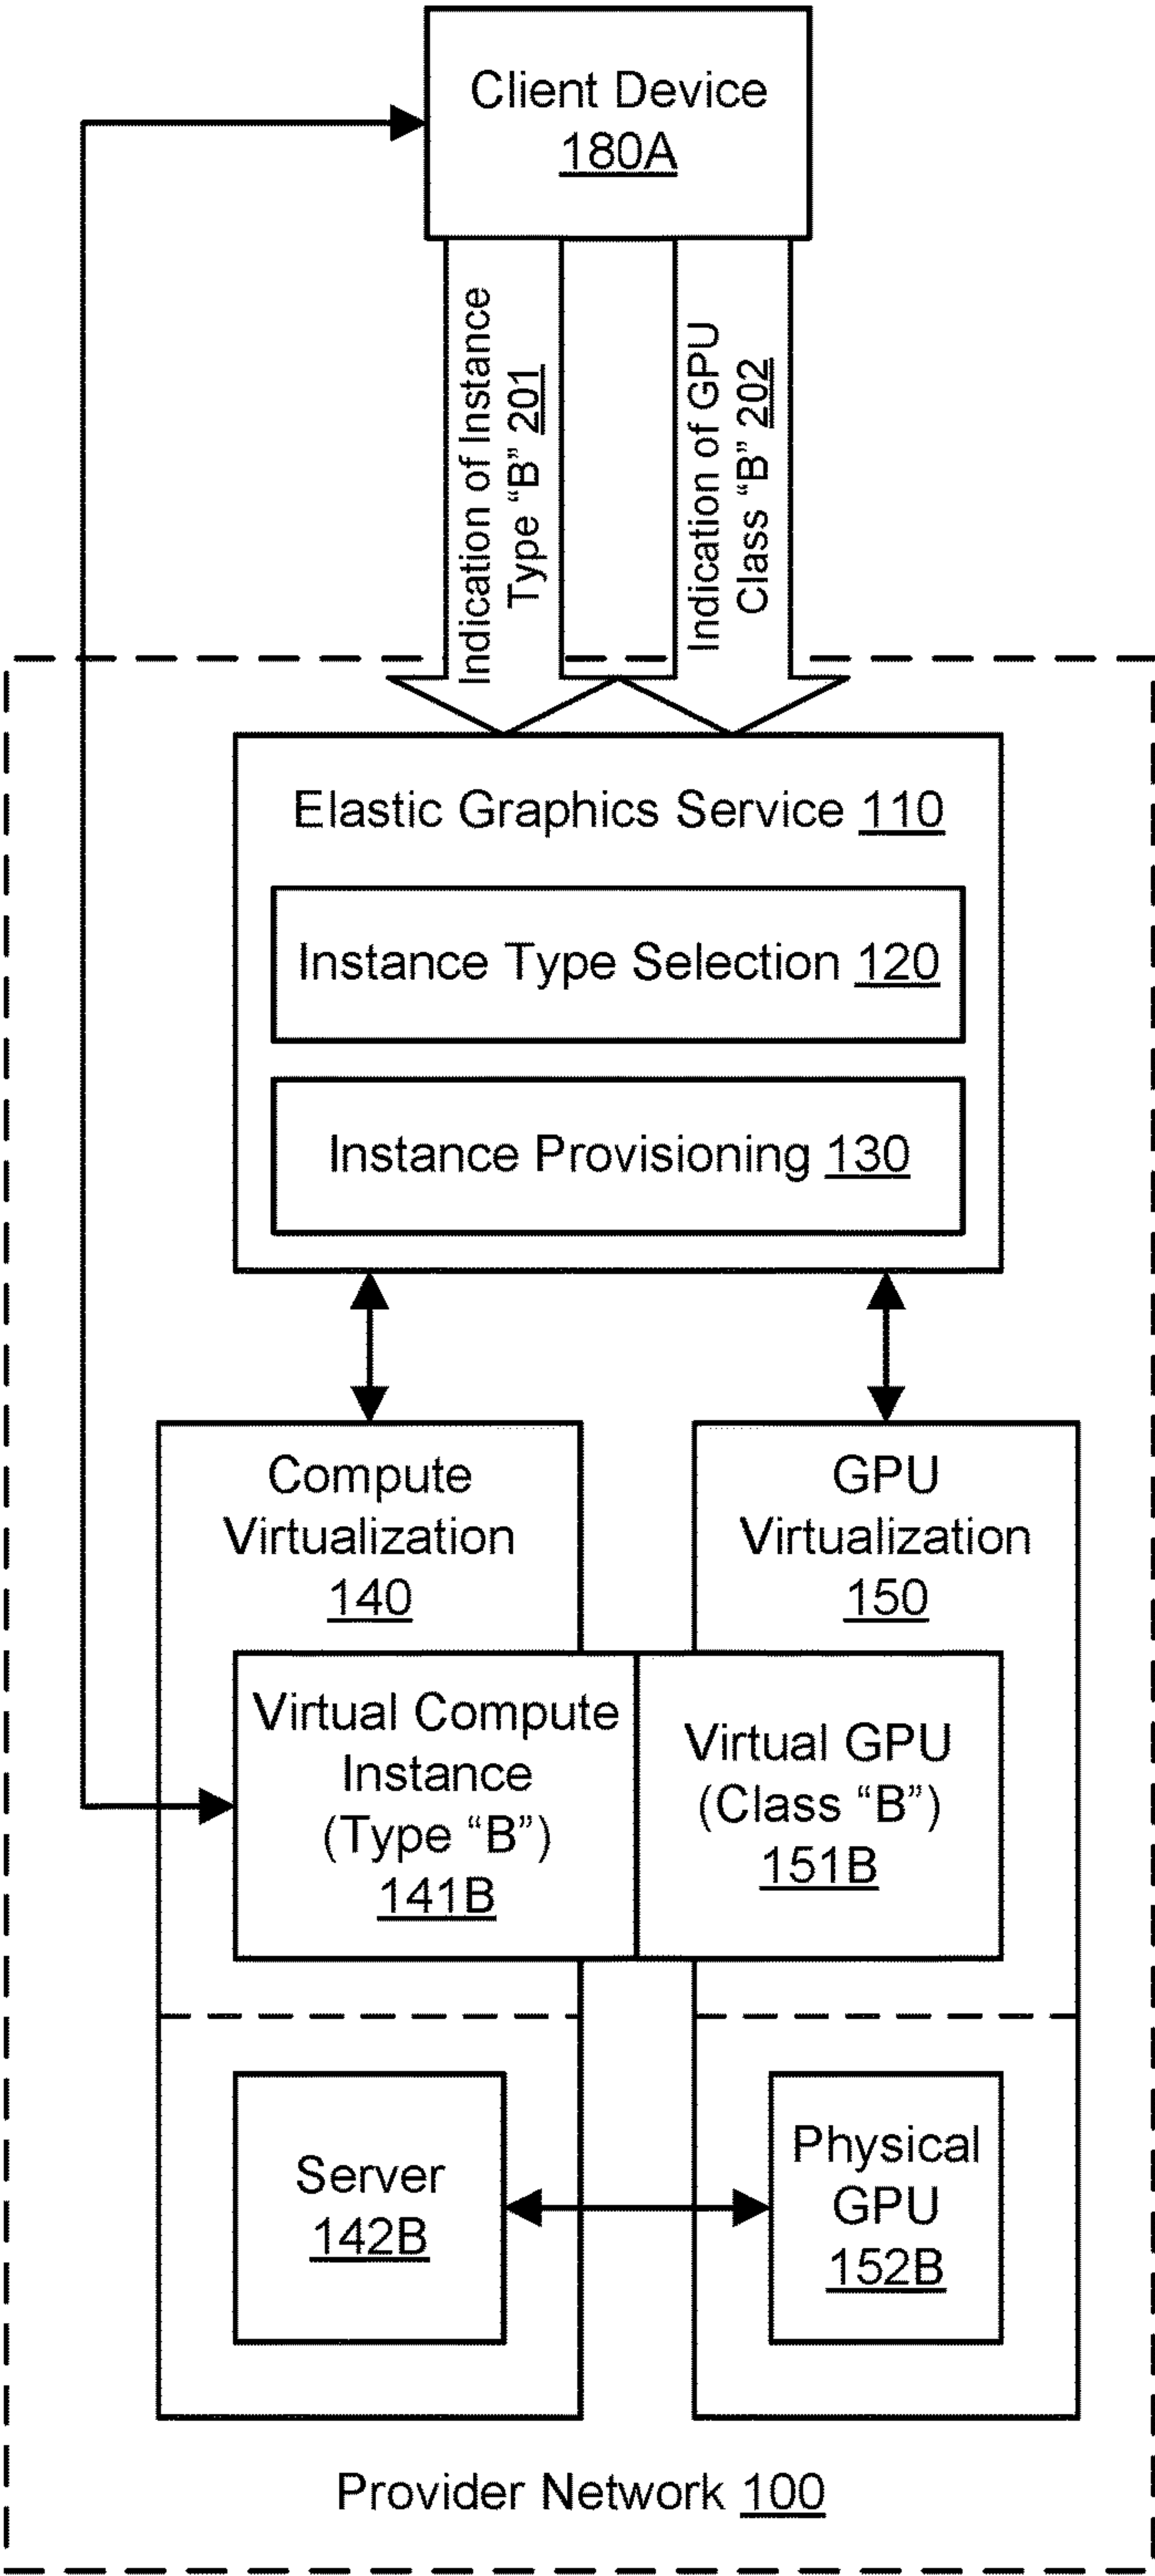 Client Device
180A
Indication of Instance
Type “B” 201
Indication of GPU
Class “B” 202
Elastic Graphics Service 110
Instance Type Selection 120
Instance Provisioning 130
Compute
Virtualization
140
GPU
Virtualization
150
Virtual Compute
Instance
(Type “B”)
141B
Virtual GPU
(Class “B”)
151B
Server
142B
Physical
GPU
152B
Provider Network 100